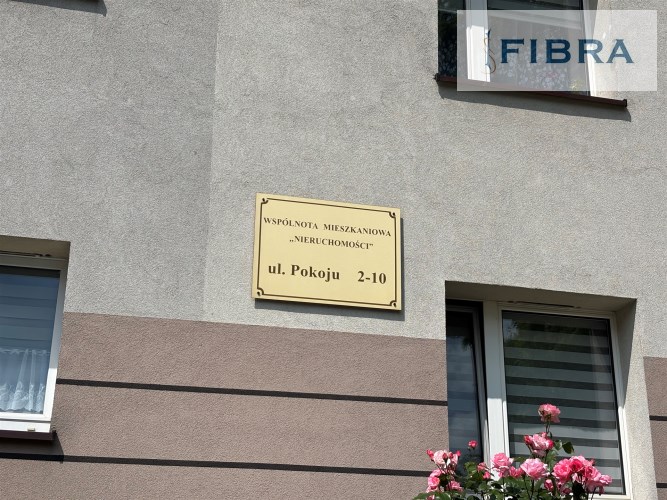 FIBRA
WSPÓLNOTA MIESZKANIOWA
„NIERUCHOMOŚCI”
ul. Pokoju 2-10